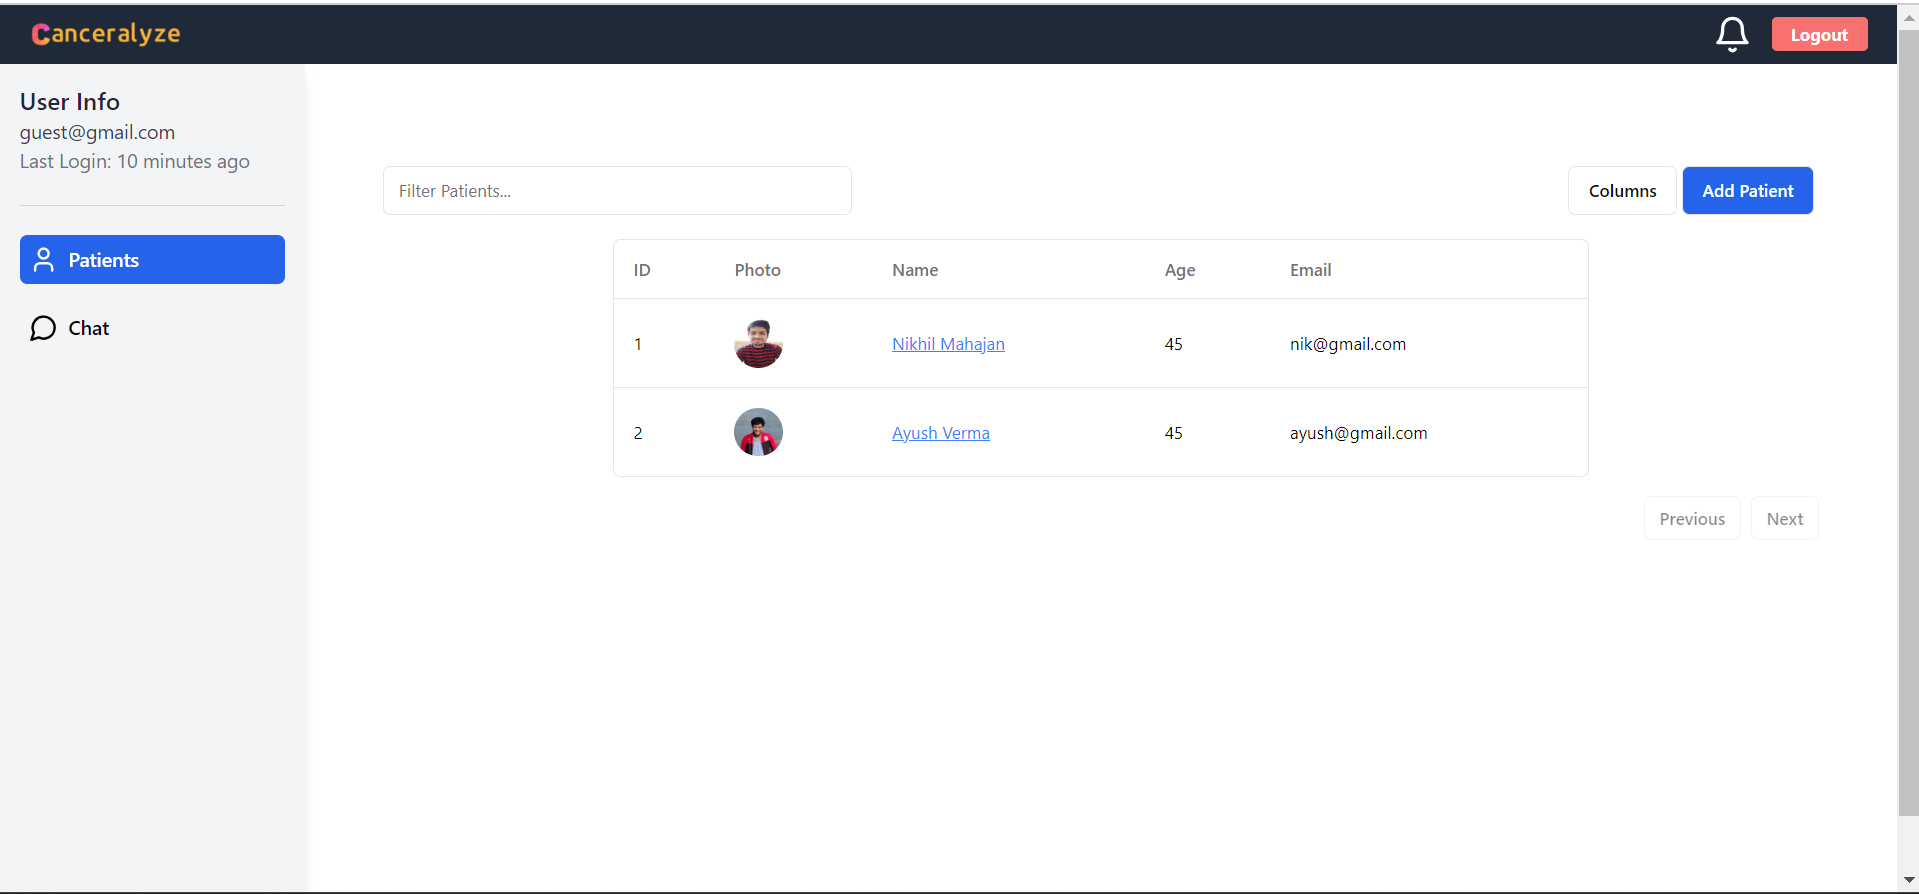 Canceralyze
Logout
User Info
guest@gmail.com
Last Login: 10 minutes ago
Patients
Chat
Filter Patients...
Columns
Add Patient
ID Photo Name Age Email
1 Nikhil Mahajan 45 nik@gmail.com
2 Ayush Verma 45 ayush@gmail.com
Previous
Next